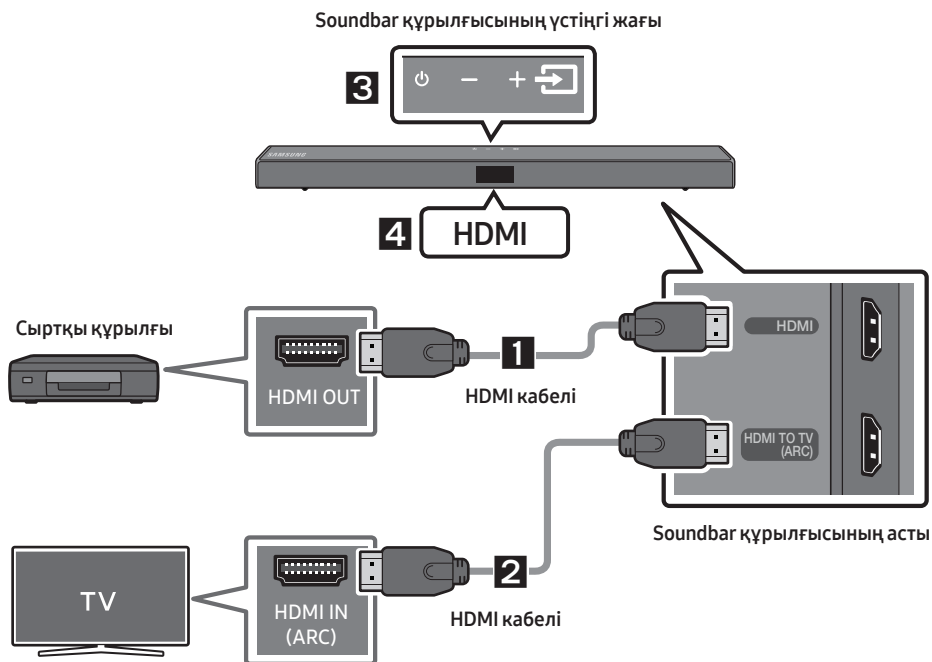 Soundbar құрылғысының үстіңгі жағы
3
SAMSUNG
4 HDMI
Сыртқы құрылғы
HDMI OUT
1
HDMI кабелі
HDMI
HDMI TO TV
(ARC)
Soundbar құрылғысының асты
TV
HDMI IN
(ARC)
2
HDMI кабелі